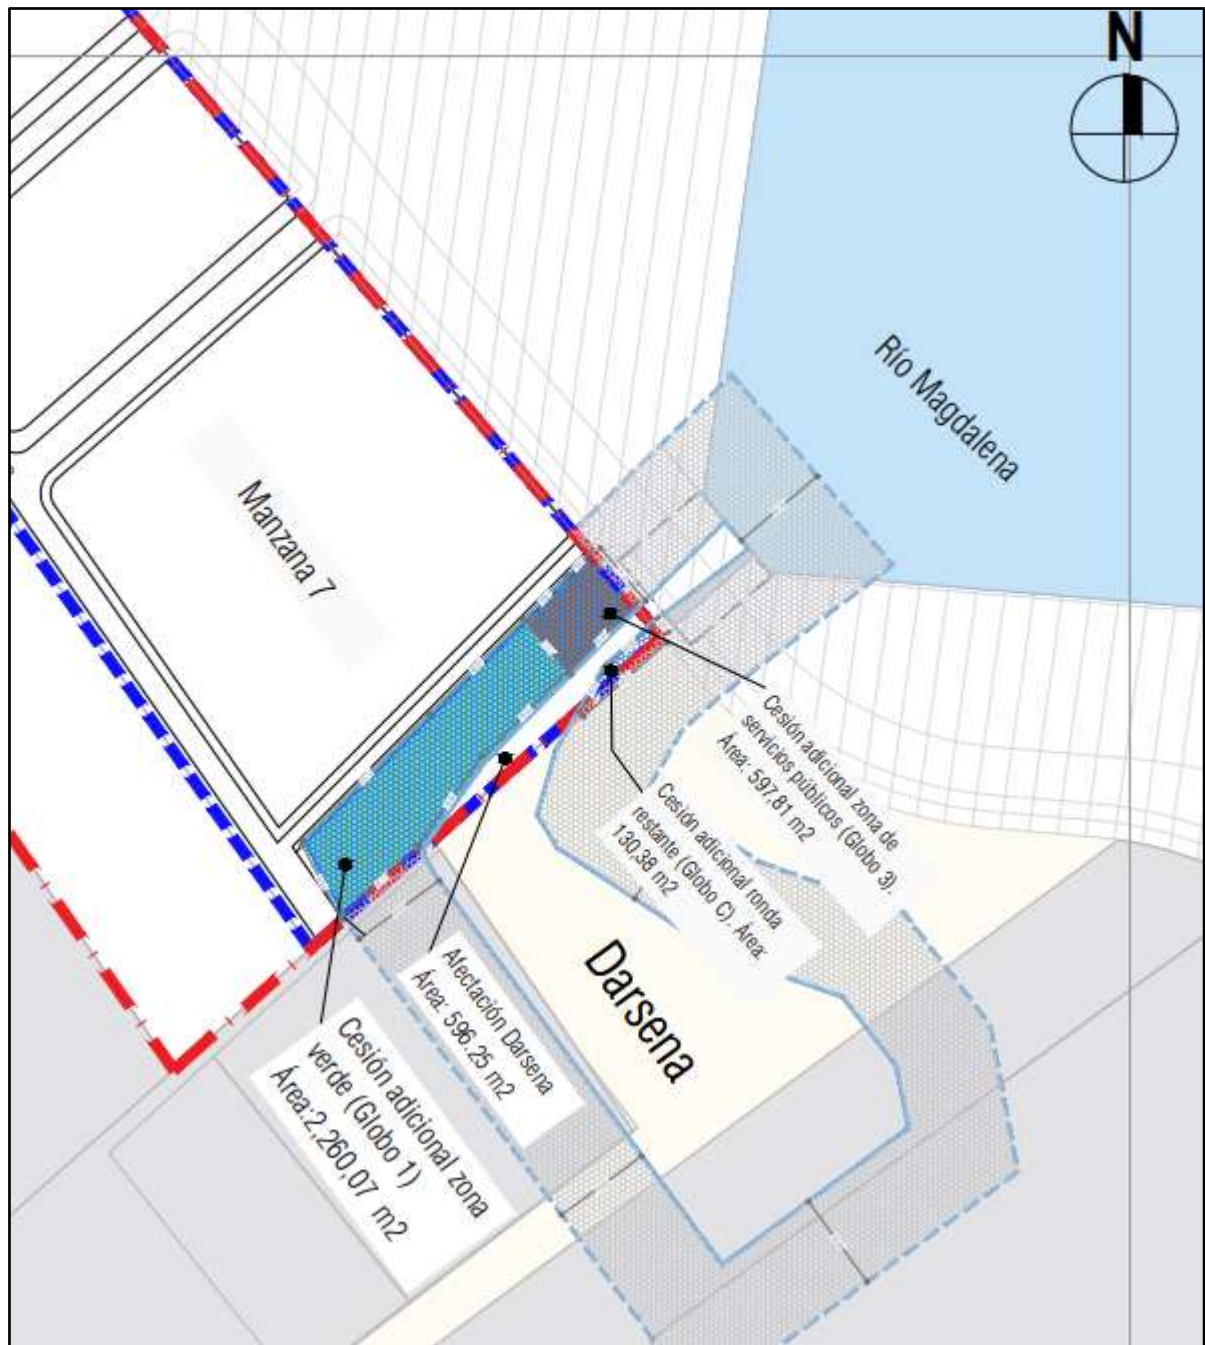 N
Río Magdalena
Manzana 7
Cesión adicional zona de
servicios públicos (Globo 3).
Área: 597,81 m2
Cesión adicional ronda
restante (Globo C). Área:
130,38 m2
Darsena
Afectación Darsena
Área: 596.25 m2
Cesión adicional zona
verde (Globo 1)
Área:2,260,07 m2